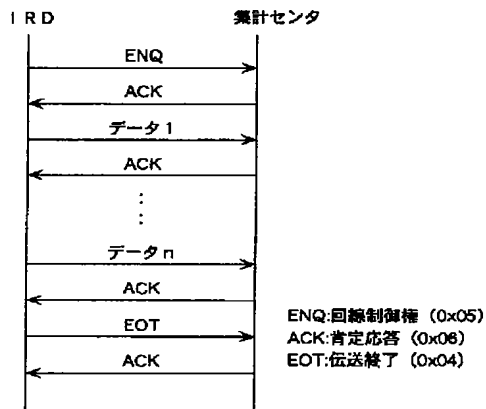 IRD 集計センタ
ENQ
ACK
データ1
ACK
データn
ACK
EOT
ACK
ENQ:回線制御権 (0x05)
ACK:肯定応答 (0x06)
EOT:伝送終了 (0x04)